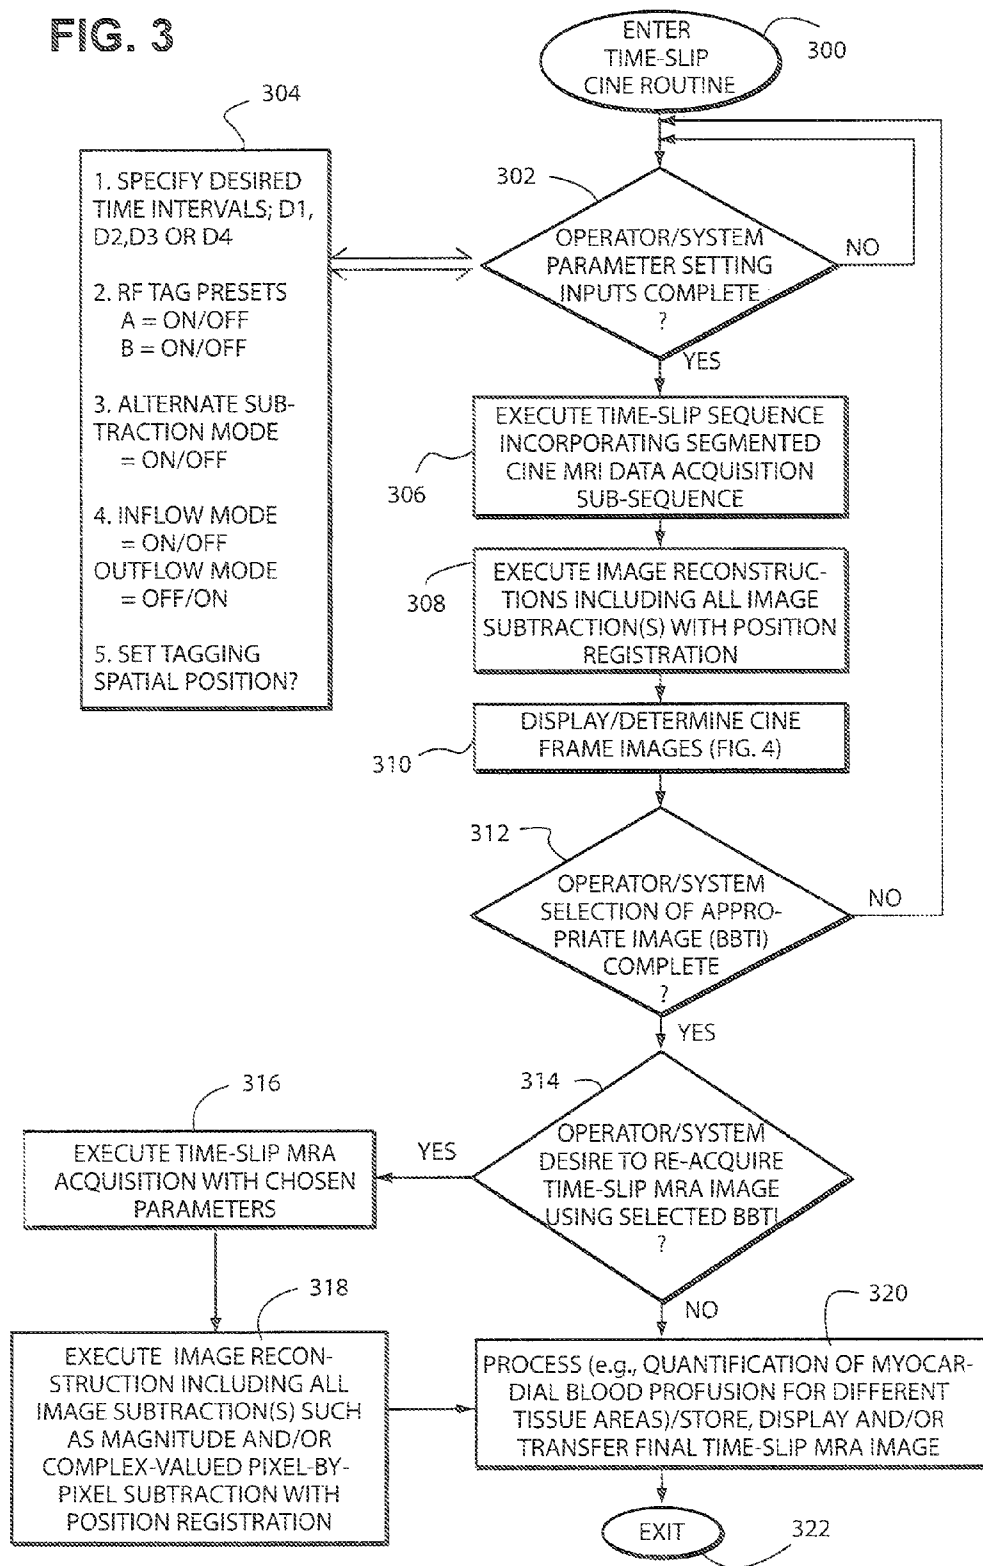 FIG. 3
ENTER
TIME-SLIP
CINE ROUTINE
300
304
1. SPECIFY DESIRED
TIME INTERVALS; D1,
D2,D3 OR D4
2. RF TAG PRESETS
A = ON/OFF
B = ON/OFF
3. ALTERNATE SUB-
TRACTION MODE
= ON/OFF
4. INFLOW MODE
= ON/OFF
OUTFLOW MODE
= OFF/ON
5. SET TAGGING
SPATIAL POSITION?
302
OPERATOR/SYSTEM
PARAMETER SETTING
INPUTS COMPLETE
?
NO
YES
EXECUTE TIME-SLIP SEQUENCE
INCORPORATING SEGMENTED
CINE MRI DATA ACQUISITION
SUB-SEQUENCE
306
EXECUTE IMAGE RECONSTRUC-
TIONS INCLUDING ALL IMAGE
SUBTRACTION(S) WITH POSITION
REGISTRATION
308
DISPLAY/DETERMINE CINE
FRAME IMAGES (FIG. 4)
310
312
OPERATOR/SYSTEM
SELECTION OF APPRO-
PRIATE IMAGE (BBTI)
COMPLETE
?
NO
YES
314
OPERATOR/SYSTEM
DESIRE TO RE-ACQUIRE
TIME-SLIP MRA IMAGE
USING SELECTED BBTI
?
YES
NO
316
EXECUTE TIME-SLIP MRA
ACQUISITION WITH CHOSEN
PARAMETERS
318
EXECUTE IMAGE RECON-
STRUCTION INCLUDING ALL
IMAGE SUBTRACTION(S) SUCH
AS MAGNITUDE AND/OR
COMPLEX-VALUED PIXEL-BY-
PIXEL SUBTRACTION WITH
POSITION REGISTRATION
320
PROCESS (e.g., QUANTIFICATION OF MYOCAR-
DIAL BLOOD PROFUSION FOR DIFFERENT
TISSUE AREAS)/STORE, DISPLAY AND/OR
TRANSFER FINAL TIME-SLIP MRA IMAGE
EXIT
322